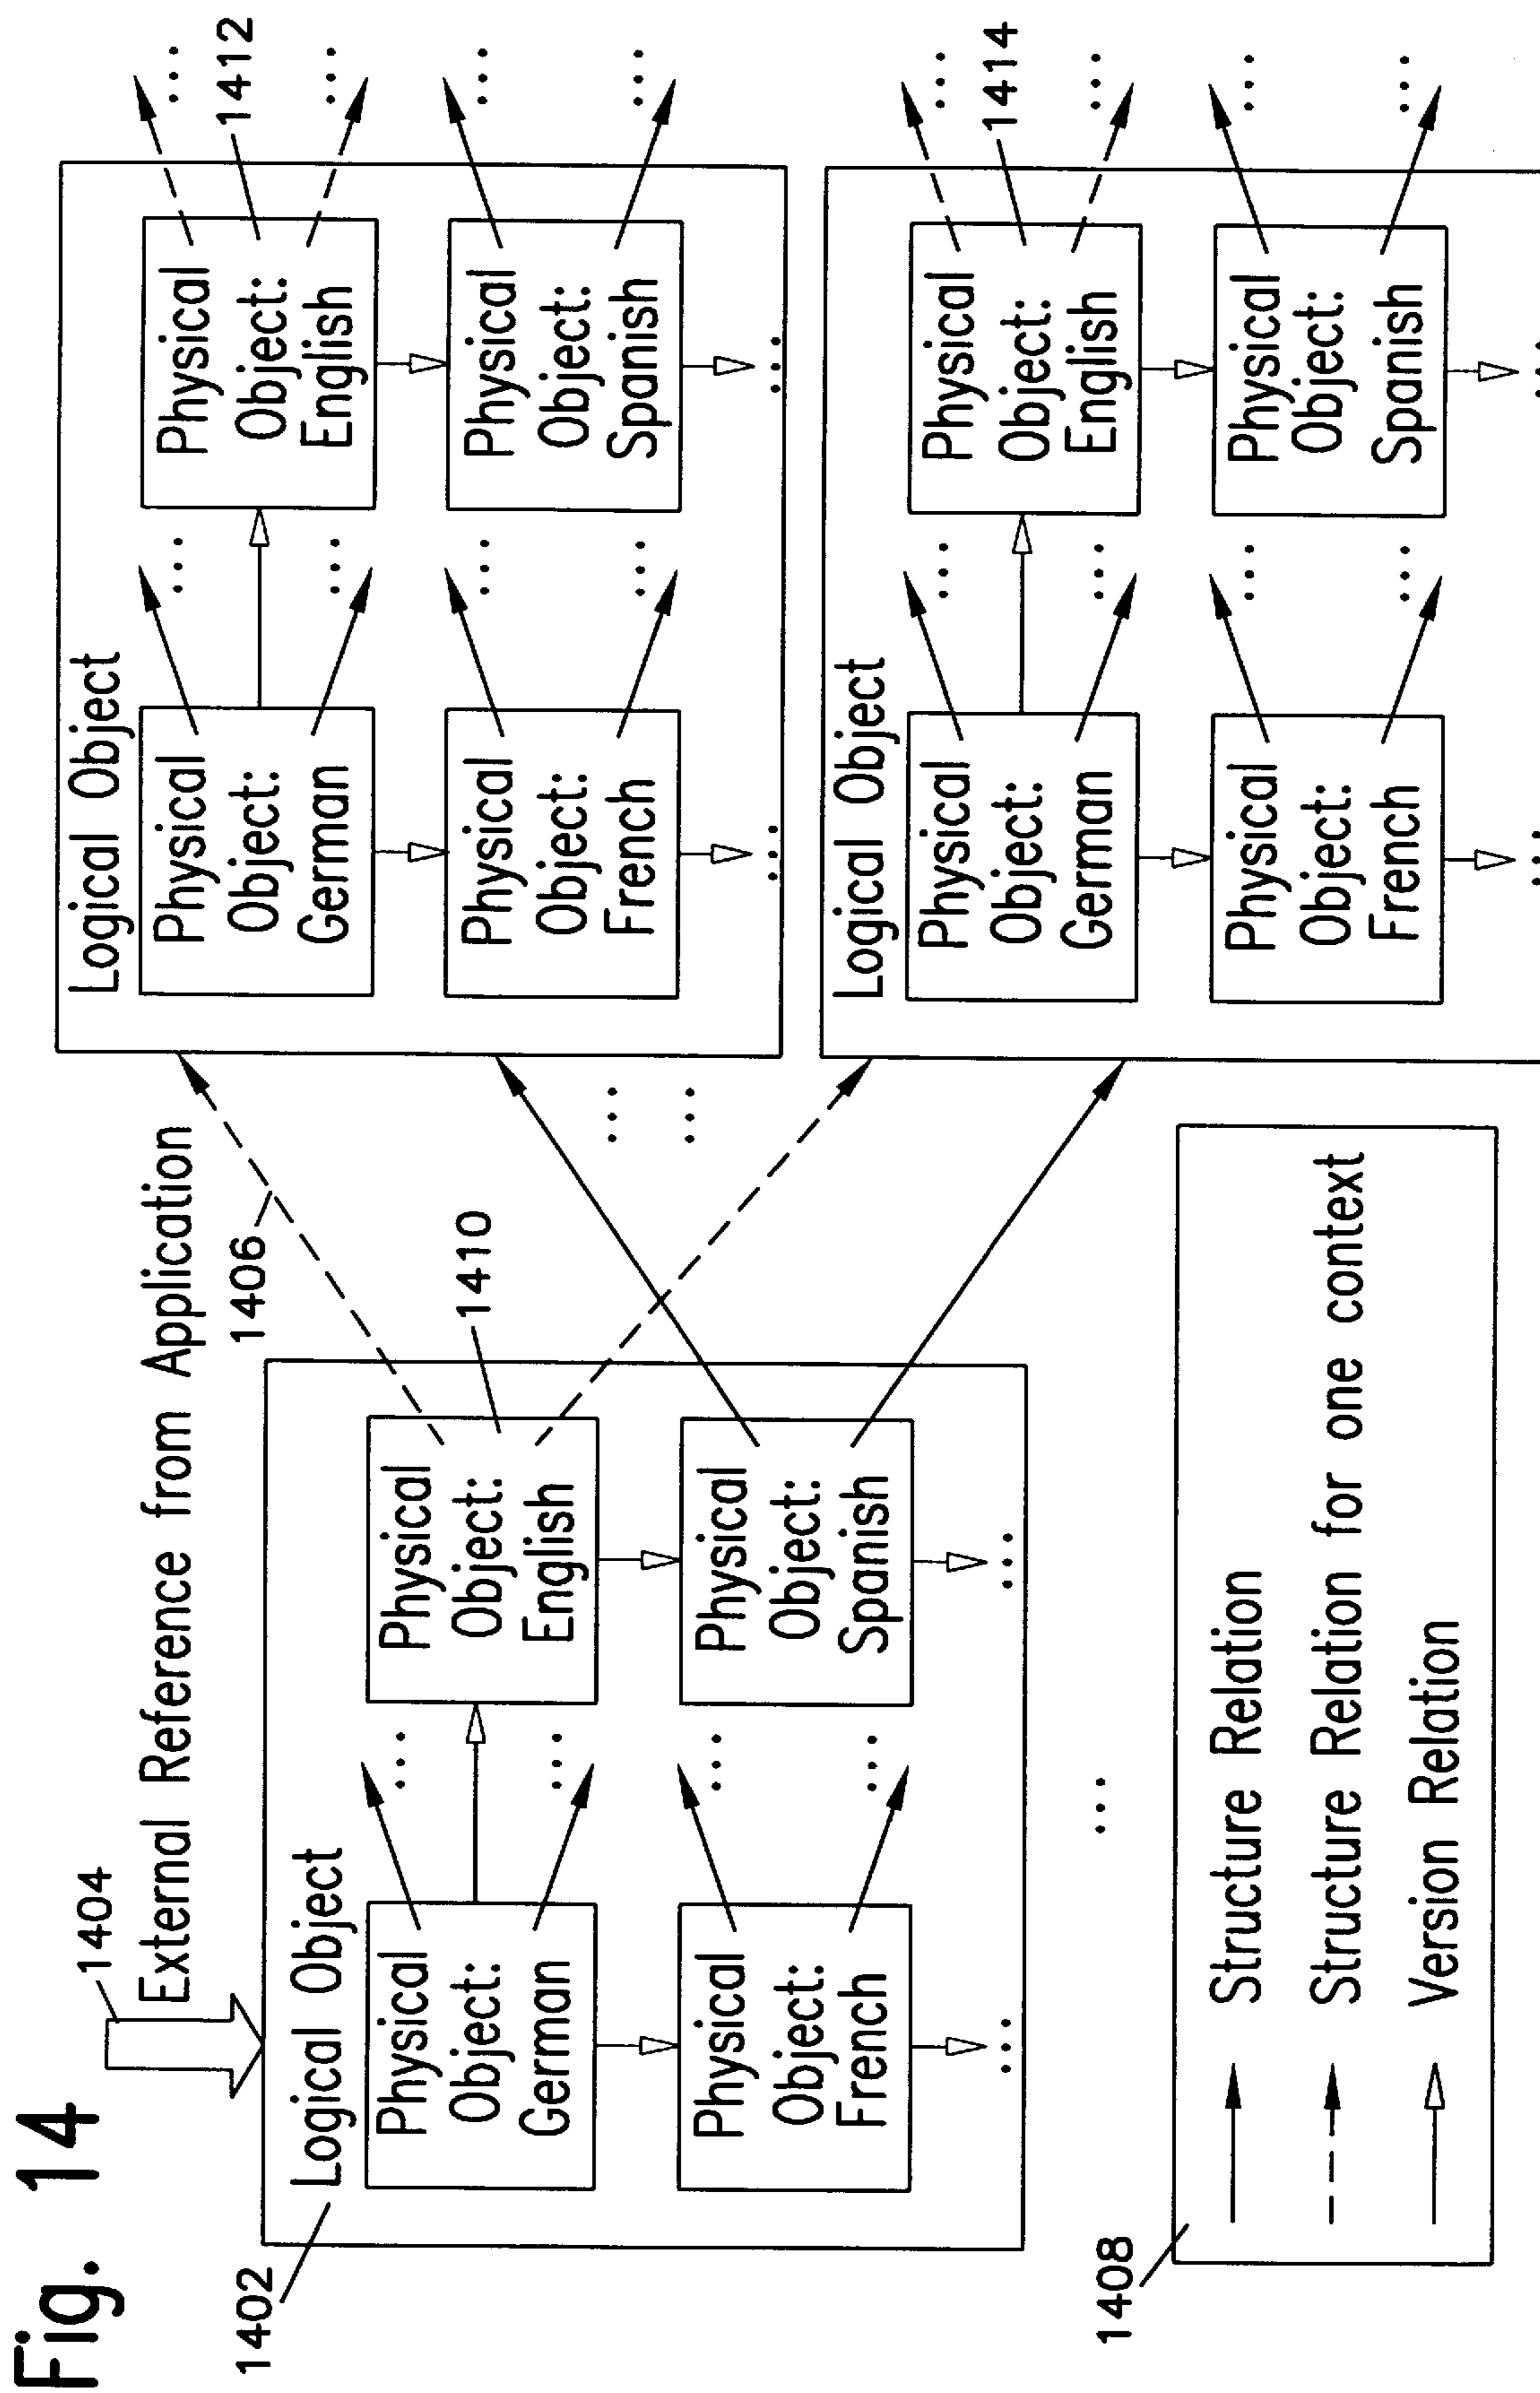 Fig. 14
1404
External Reference from Application
1402
Logical Object
Physical
Object:
German
Physical
Object:
English
1410
1406
Physical
Object:
French
Physical
Object:
Spanish
...
...
...
...
...
...
...
...
...
Logical Object
Physical
Object:
German
Physical
Object:
English
1412
Physical
Object:
French
Physical
Object:
Spanish
...
...
...
...
...
...
...
...
...
...
Logical Object
Physical
Object:
German
Physical
Object:
English
1414
Physical
Object:
French
Physical
Object:
Spanish
...
...
...
...
...
...
...
...
...
...
1408
Structure Relation
Structure Relation for one context
Version Relation